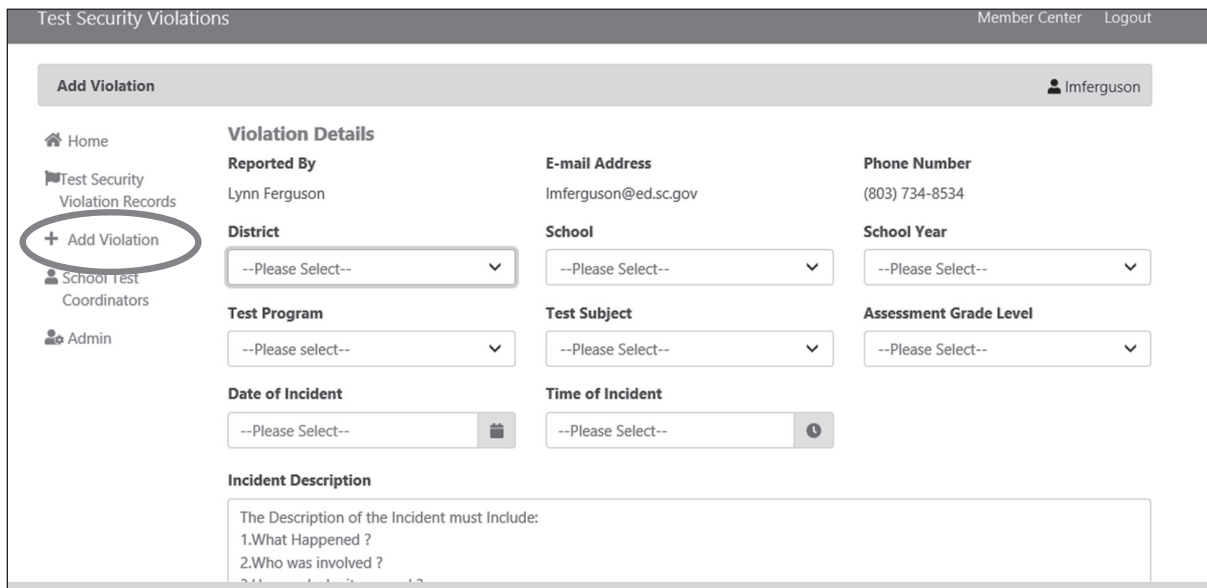 Test Security Violations Member Center Logout
Add Violation lmferguson
Home
Test Security
Violation Records
+ Add Violation
School Test
Coordinators
Admin
Violation Details
Reported By E-mail Address Phone Number
Lynn Ferguson lmferguson@ed.sc.gov (803) 734-8534
District School School Year
--Please Select-- --Please Select-- --Please Select--
Test Program Test Subject Assessment Grade Level
--Please select-- --Please Select-- --Please Select--
Date of Incident Time of Incident
--Please Select-- --Please Select--
Incident Description
The Description of the Incident must Include:
1.What Happened ?
2.Who was involved ?